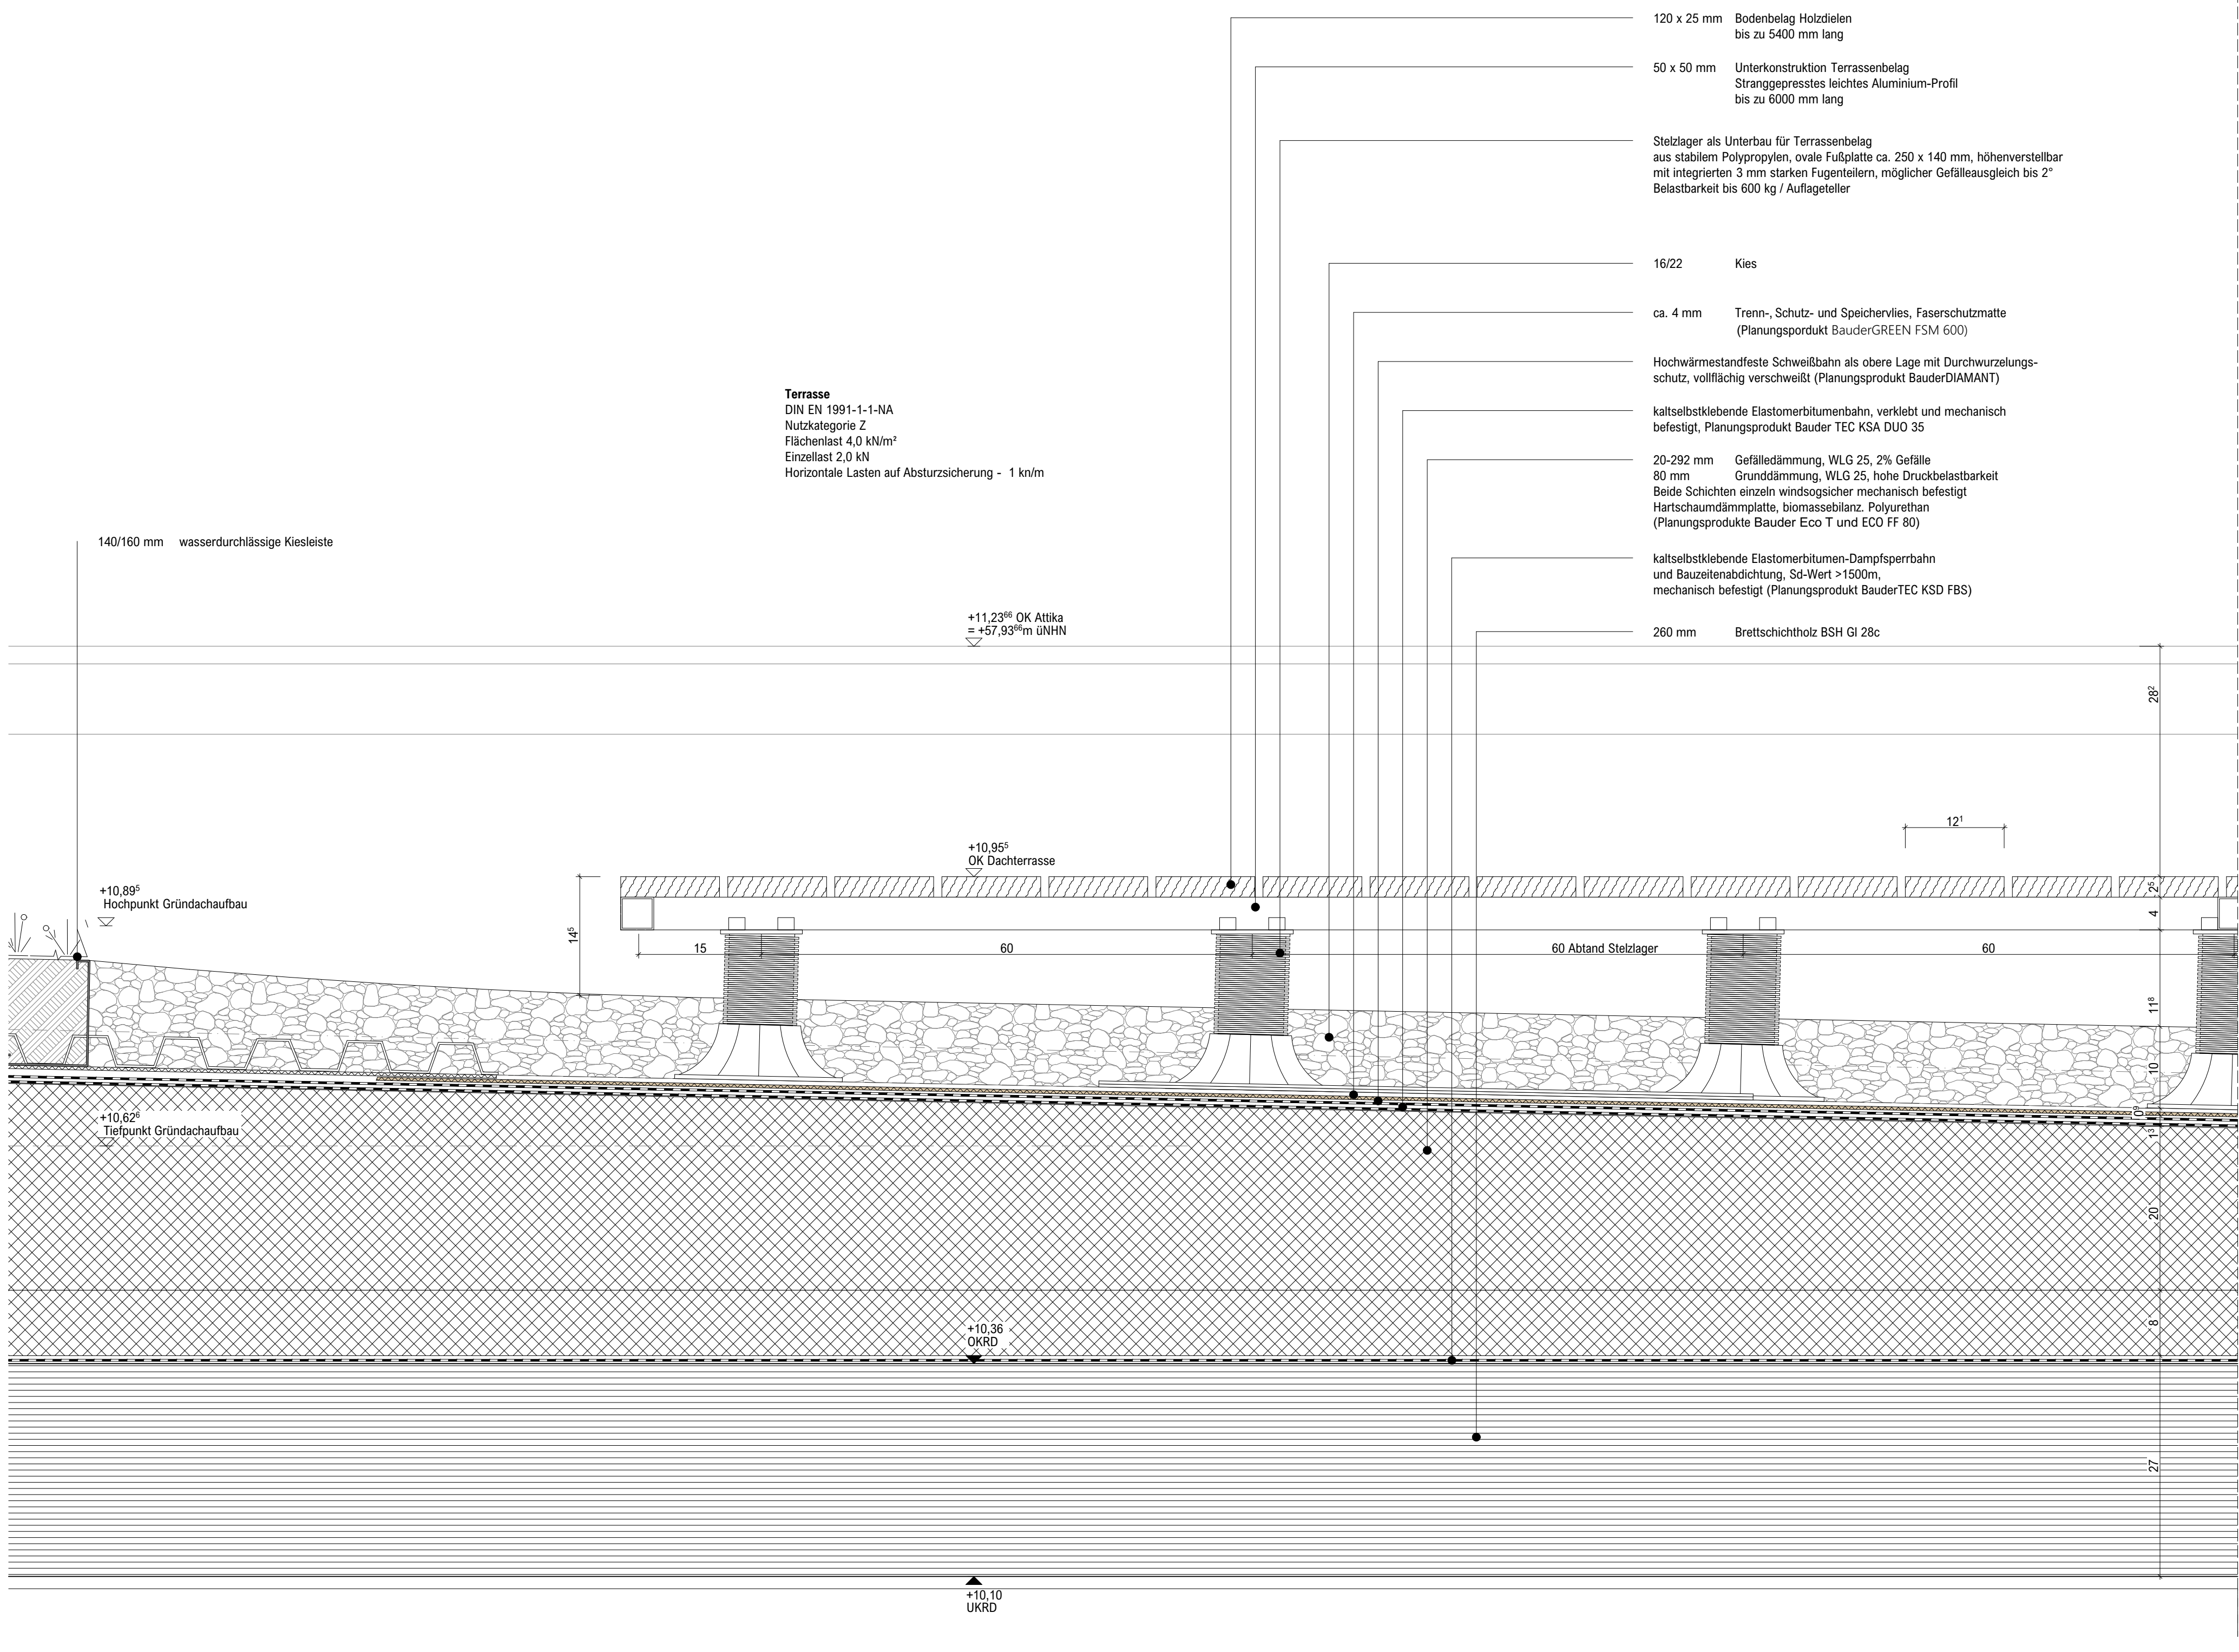 120 x 25 mm Bodenbelag Holzdielen
bis zu 5400 mm lang
50 x 50 mm Unterkonstruktion Terrassenbelag
Stranggepresstes leichtes Aluminium-Profil
bis zu 6000 mm lang
Stelzlager als Unterbau für Terrassenbelag
aus stabilem Polypropylen, ovale Fußplatte ca. 250 x 140 mm, höhenverstellbar
mit integrierten 3 mm starken Fugenteilern, möglicher Gefälleausgleich bis 2°
Belastbarkeit bis 600 kg / Auflageteller
16/22 Kies
ca. 4 mm Trenn-, Schutz- und Speichervlies, Faserschutzmatte
(Planungspordukt BauderGREEN FSM 600)
Hochwärmestandfeste Schweißbahn als obere Lage mit Durchwurzelungs-
schutz, vollflächig verschweißt (Planungsprodukt BauderDIAMANT)
kaltselbstklebende Elastomerbitumenbahn, verklebt und mechanisch
befestigt, Planungsprodukt Bauder TEC KSA DUO 35
20-292 mm Gefälledämmung, WLG 25, 2% Gefälle
80 mm Grunddämmung, WLG 25, hohe Druckbelastbarkeit
Beide Schichten einzeln windsogsicher mechanisch befestigt
Hartschaumdämmplatte, biomassebilanz. Polyurethan
(Planungsprodukte Bauder Eco T und ECO FF 80)
kaltselbstklebende Elastomerbitumen-Dampfsperrbahn
und Bauzeitenabdichtung, Sd-Wert >1500m,
mechanisch befestigt (Planungsprodukt BauderTEC KSD FBS)
260 mm Brettschichtholz BSH Gl 28c
Terrasse
DIN EN 1991-1-1-NA
Nutzkategorie Z
Flächenlast 4,0 kN/m²
Einzellast 2,0 kN
Horizontale Lasten auf Absturzsicherung - 1 kn/m
140/160 mm wasserdurchlässige Kiesleiste
+11,23⁶⁶ OK Attika
= +57,93⁶⁶m üNHN
28²
12¹
+10,95⁵
OK Dachterrasse
+10,89⁵
Hochpunkt Gründachaufbau
2⁵
4
14⁵
15
60
60 Abtand Stelzlager
60
11⁸
10
0⁹
1³
+10,62⁶
Tiefpunkt Gründachaufbau
20
8
+10,36
OKRD
27
+10,10
UKRD